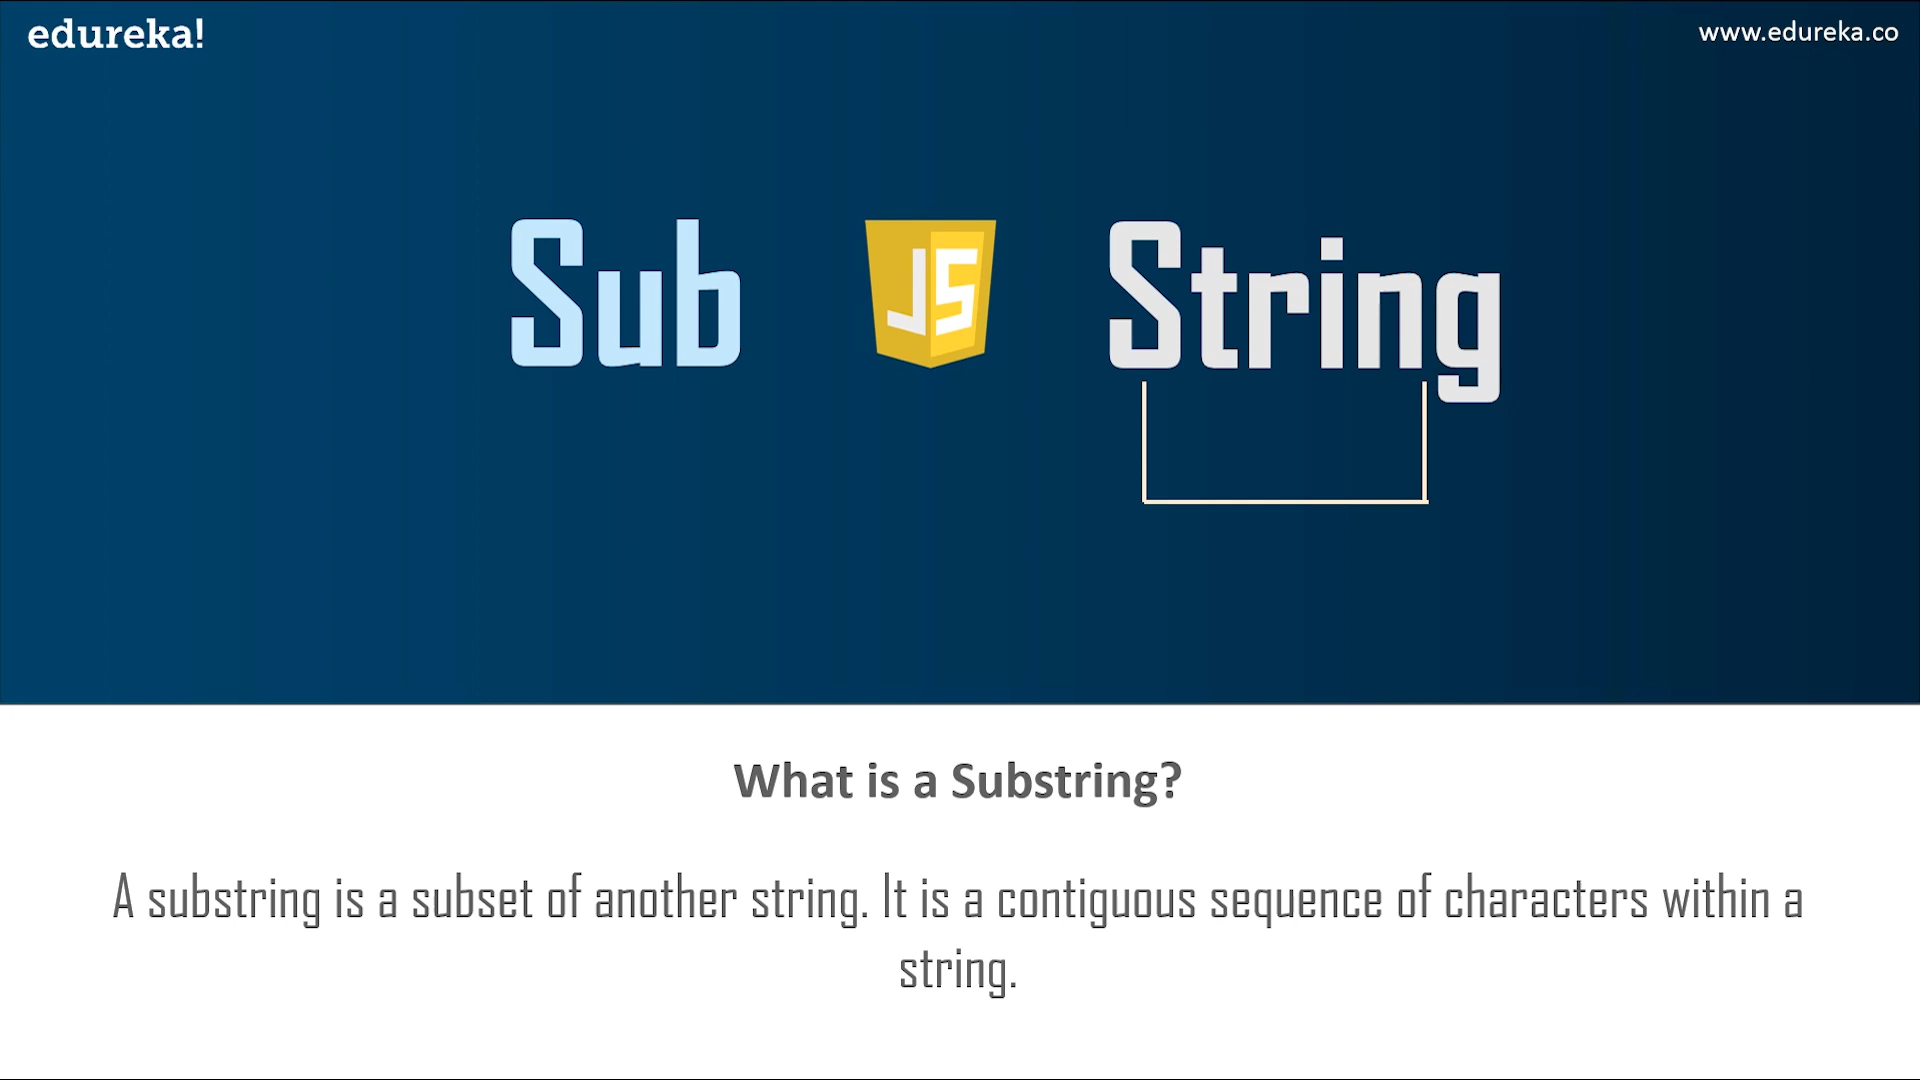 edureka!
www.edureka.co
Sub JS String
What is a Substring?
A substring is a subset of another string. It is a contiguous sequence of characters within a
string.